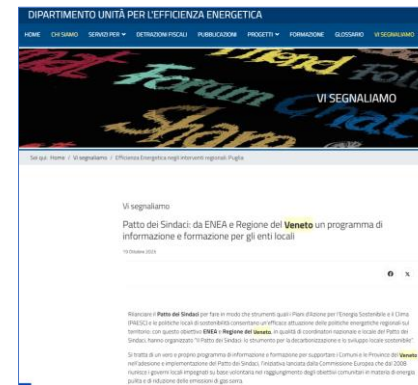 DIPARTIMENTO UNITÀ PER L'EFFICIENZA ENERGETICA
HOME CHI SIAMO SERVIZI PER DETRAZIONI FISCALI PUBBLICAZIONI PROGETTI FORMAZIONE GLOSSARIO VI SEGNALIAMO
Friend
Chat
Forum
Share
Chat
VI SEGNALIAMO
Sei qui: Home / Vi segnaliamo / Efficienza Energetica negli interventi regionali: Puglia
Vi segnaliamo
Patto dei Sindaci: da ENEA e Regione del Veneto un programma di
informazione e formazione per gli enti locali
Rilanciare il Patto dei Sindaci per fare in modo che strumenti quali i Piani d'Azione per l'Energia Sostenibile e il Clima
(PAESC) e le politiche locali di sostenibilità consentano un'efficace attuazione delle politiche energetiche regionali sul
territorio: con questo obiettivo ENEA e Regione del Veneto, in qualità di coordinatori nazionale e locale del Patto dei
Sindaci, hanno organizzato "Il Patto dei Sindaci: lo strumento per la decarbonizzazione e lo sviluppo locale sostenibile".
Si tratta di un vero e proprio programma di informazione e formazione per supportare i Comuni e le Province del Veneto
nell'adesione e implementazione del Patto dei Sindaci, l'iniziativa lanciata dalla Commissione Europea che dal 2008
riunisce i governi locali impegnati su base volontaria nel raggiungimento degli obiettivi comunitari in materia di energia
pulita e di riduzione delle emissioni di gas serra.